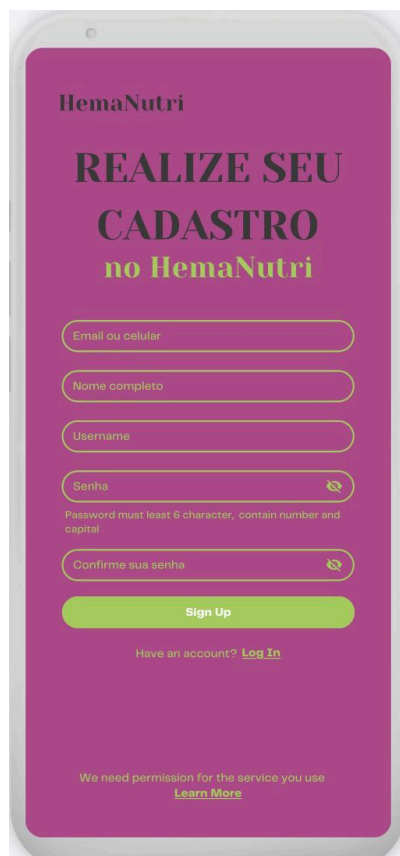 HemaNutri
REALIZE SEU
CADASTRO
no HemaNutri
Email ou celular
Nome completo
Username
Senha
Password must least 6 character, contain number and
capital
Confirme sua senha
Sign Up
Have an account? Log In
We need permission for the service you use
Learn More